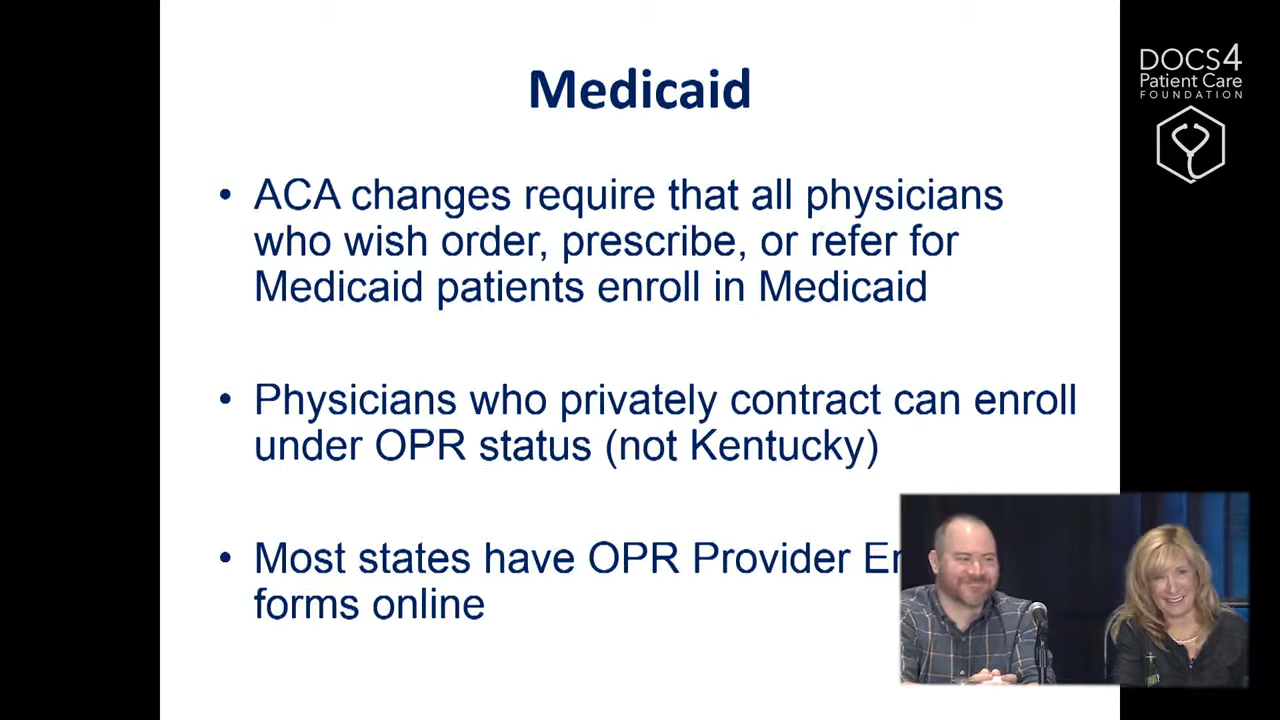 Medicaid
• ACA changes require that all physicians
who wish order, prescribe, or refer for
Medicaid patients enroll in Medicaid
• Physicians who privately contract can enroll
under OPR status (not Kentucky)
• Most states have OPR Provider
forms online
DOCS4
Patient Care
FOUNDATION